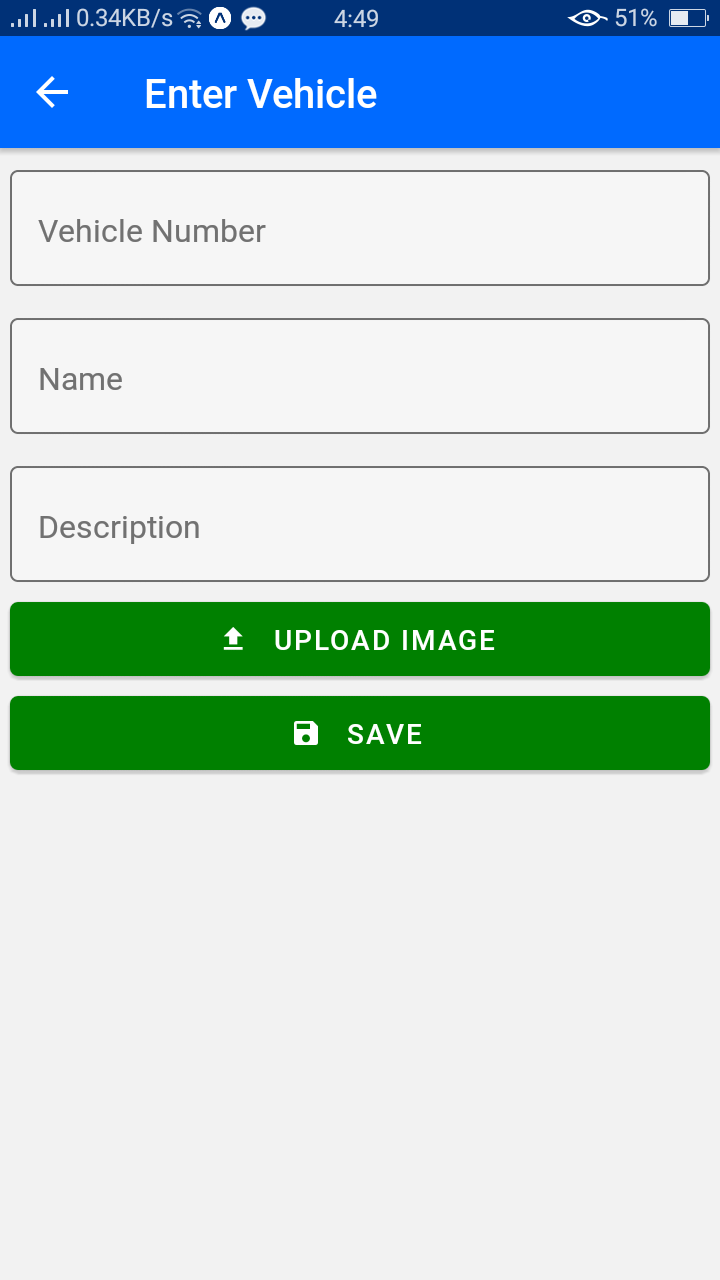 0.34KB/s 4:49 51%
Enter Vehicle
Vehicle Number
Name
Description
UPLOAD IMAGE
SAVE